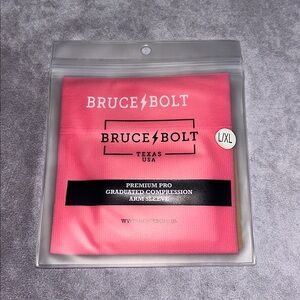 BRUCE⚡BOLT
BRUCE⚡BOLT
L/XL
TEXAS
USA
PREMIUM PRO
GRADUATED COMPRESSION
ARM SLEEVE